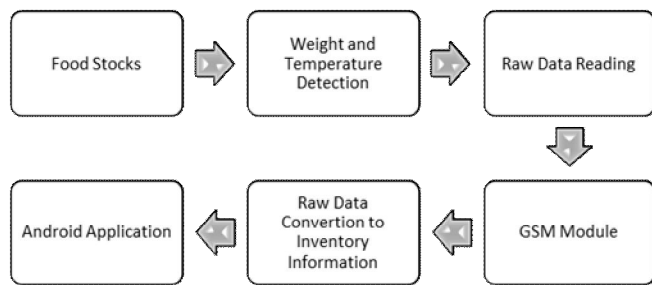 Food Stocks
Weight and
Temperature
Detection
Raw Data Reading
GSM Module
Raw Data
Convertion to
Inventory
Information
Android Application